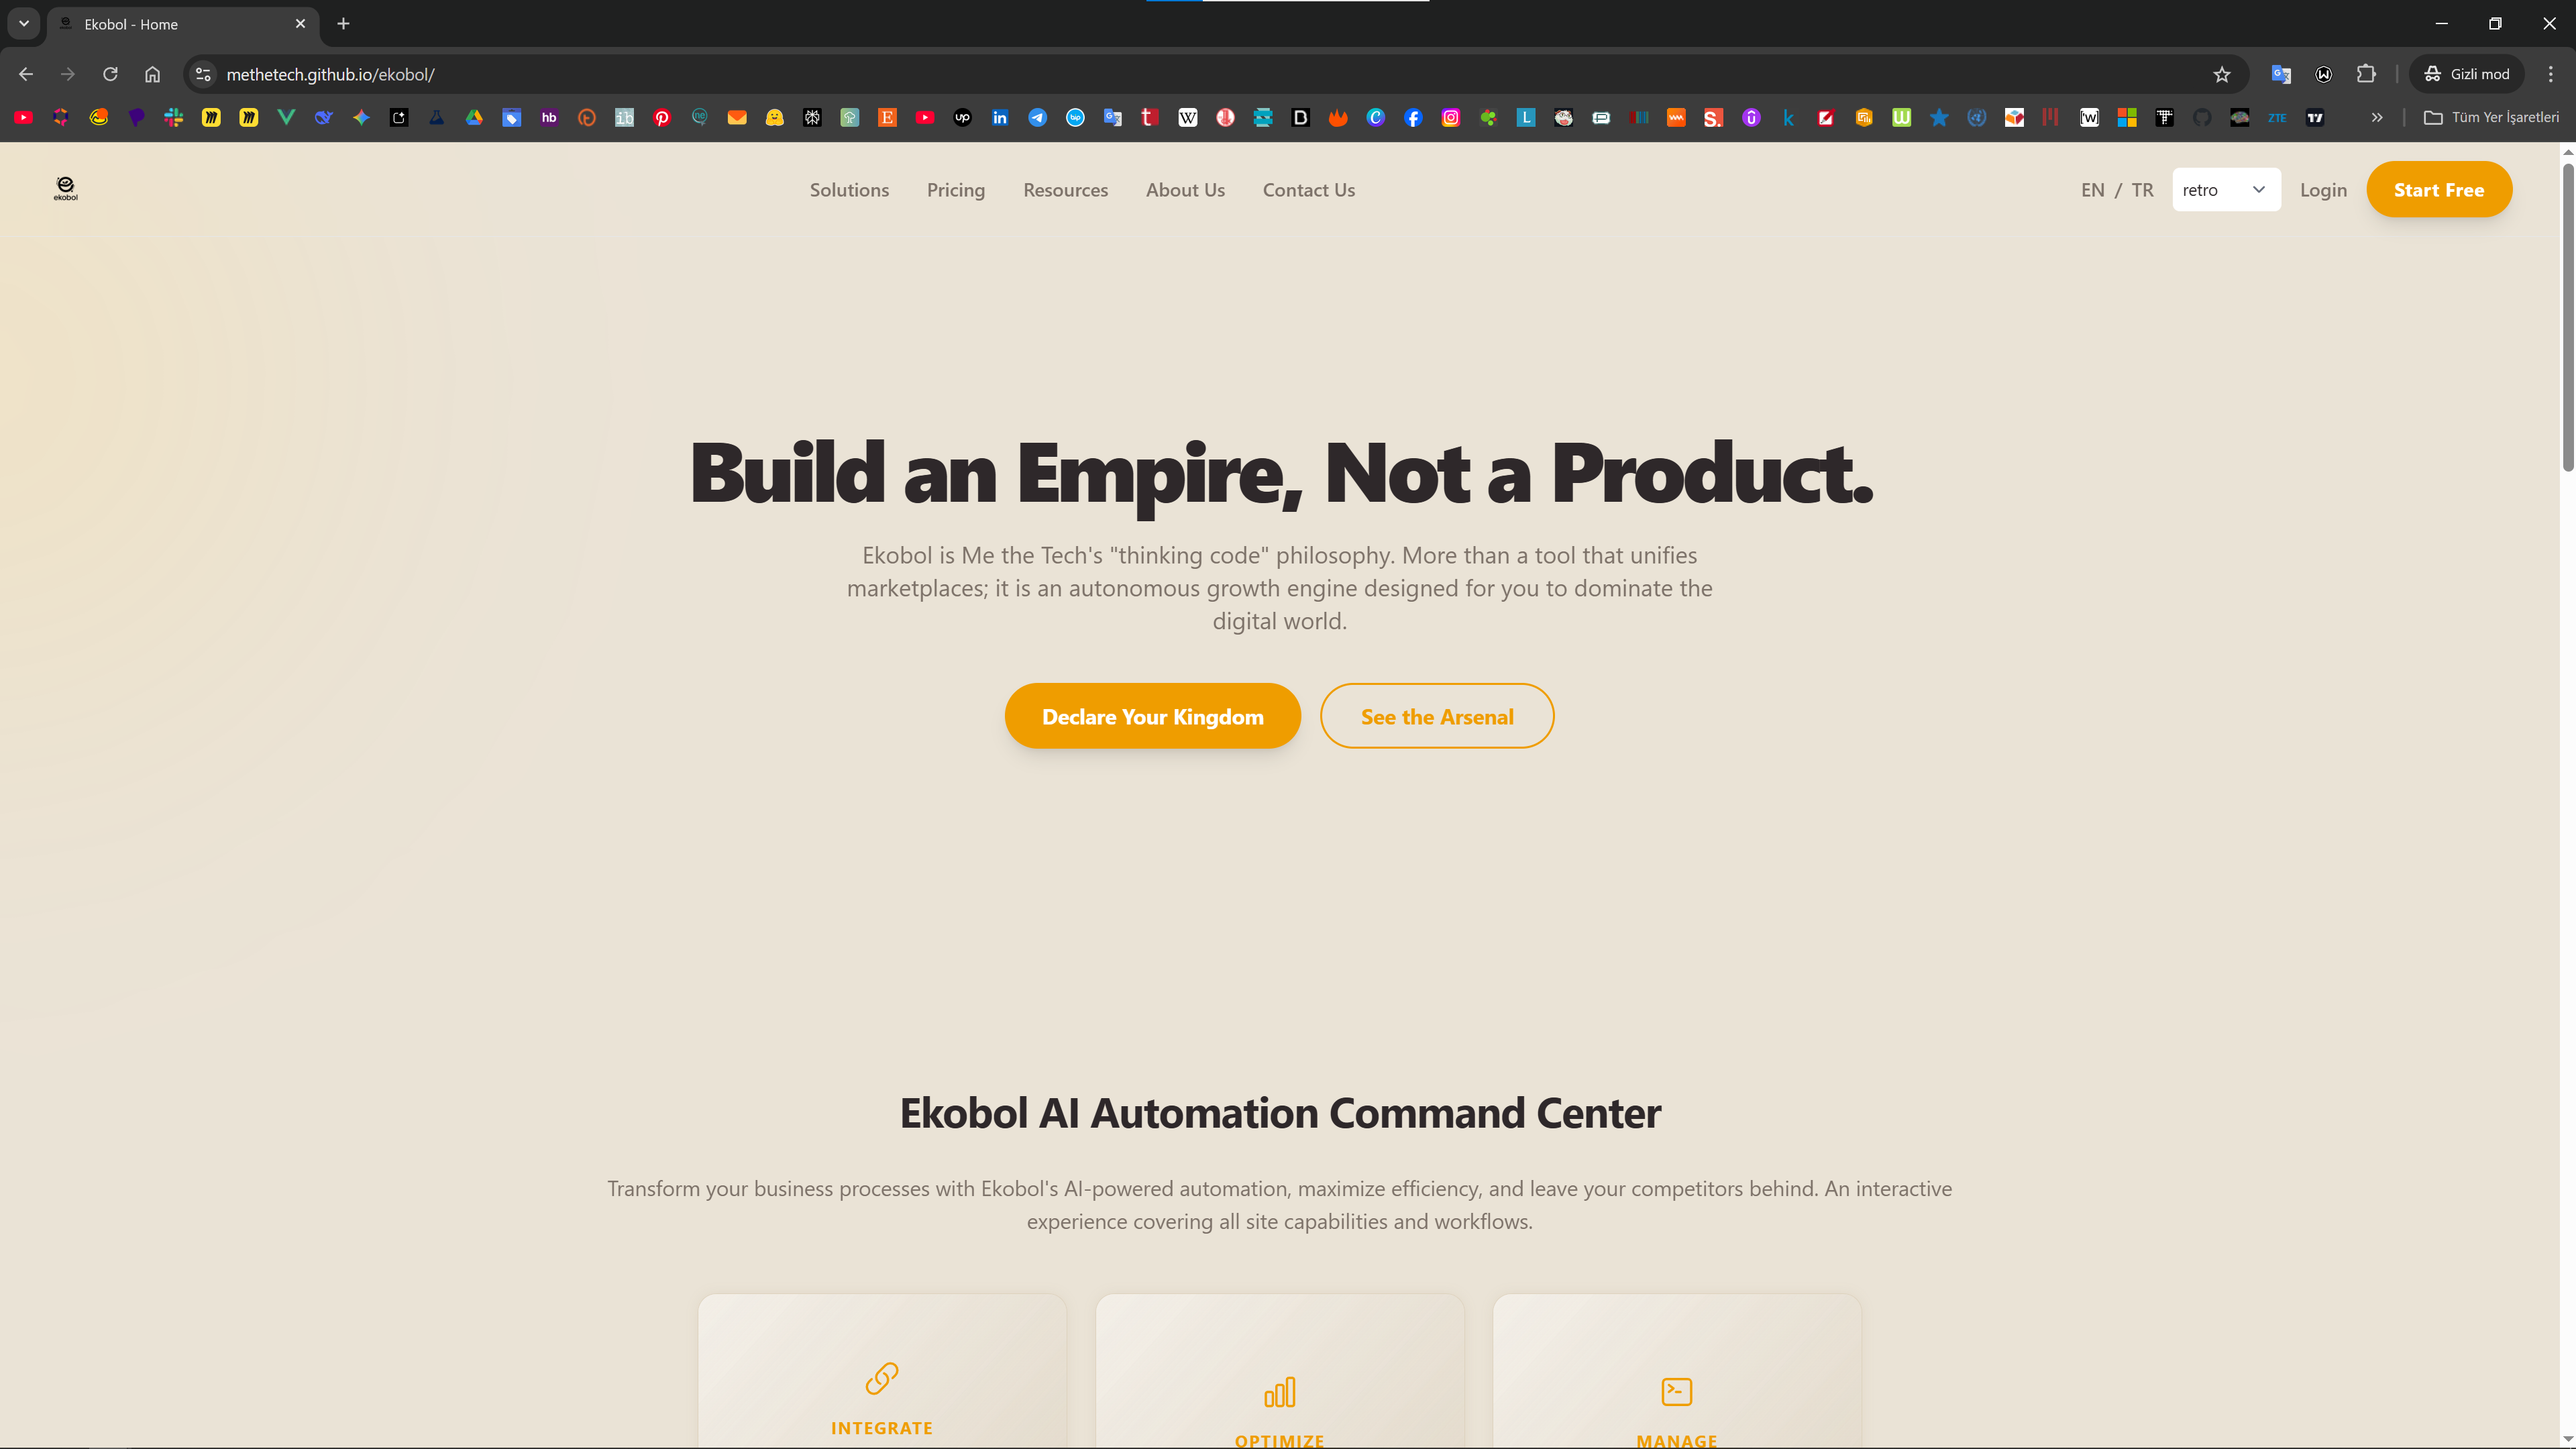 Ekobol - Home
methetech.github.io/ekobol/
Gizli mod
Tüm Yer İşaretleri
ekobol
Solutions
Pricing
Resources
About Us
Contact Us
EN / TR
retro
Login
Start Free
Build an Empire, Not a Product.
Ekobol is Me the Tech's "thinking code" philosophy. More than a tool that unifies
marketplaces; it is an autonomous growth engine designed for you to dominate the
digital world.
Declare Your Kingdom
See the Arsenal
Ekobol AI Automation Command Center
Transform your business processes with Ekobol's AI-powered automation, maximize efficiency, and leave your competitors behind. An interactive
experience covering all site capabilities and workflows.
INTEGRATE
OPTIMIZE
MANAGE